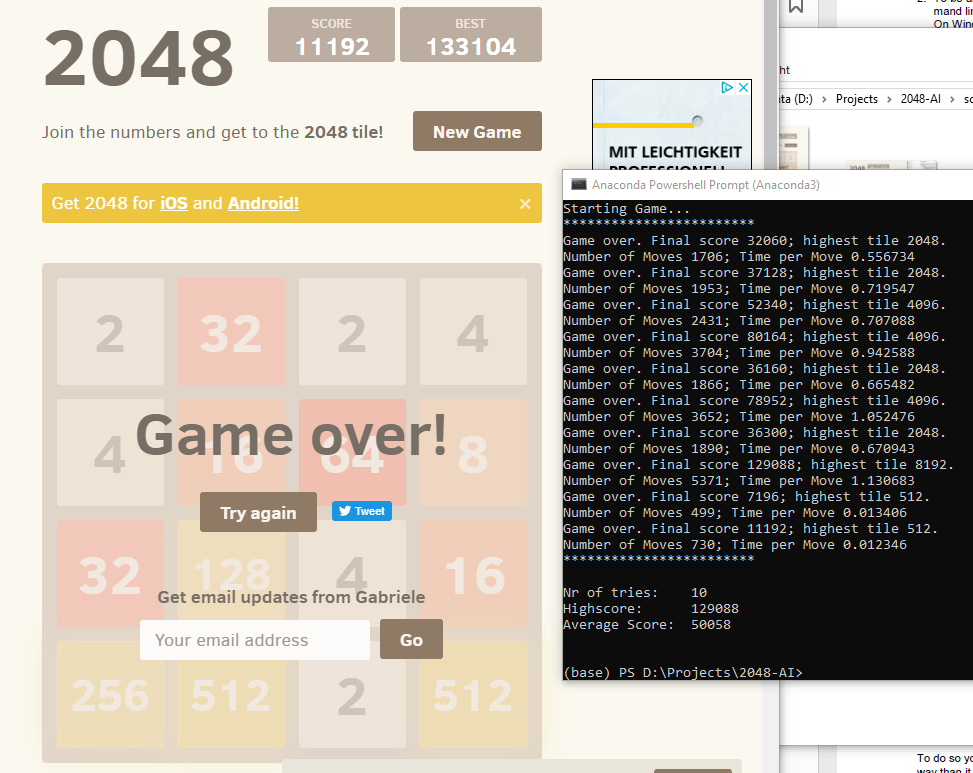 2048
SCORE
11192
BEST
133104
Join the numbers and get to the 2048 tile!
New Game
Get 2048 for iOS and Android!
×
2 32 2 4
4 16 64 8
Game over!
Try again
Tweet
32 128 4 16
Get email updates from Gabriele
Your email address
Go
256 512 2 512
MIT LEICHTIGKEIT
mand lin
On Wind
ht
ta (D:) > Projects > 2048-AI > sc
Anaconda Powershell Prompt (Anaconda3)
Starting Game...
************************
Game over. Final score 32060; highest tile 2048.
Number of Moves 1706; Time per Move 0.556734
Game over. Final score 37128; highest tile 2048.
Number of Moves 1953; Time per Move 0.719547
Game over. Final score 52340; highest tile 4096.
Number of Moves 2431; Time per Move 0.707088
Game over. Final score 80164; highest tile 4096.
Number of Moves 3704; Time per Move 0.942588
Game over. Final score 36160; highest tile 2048.
Number of Moves 1866; Time per Move 0.665482
Game over. Final score 78952; highest tile 4096.
Number of Moves 3652; Time per Move 1.052476
Game over. Final score 36300; highest tile 2048.
Number of Moves 1890; Time per Move 0.670943
Game over. Final score 129088; highest tile 8192.
Number of Moves 5371; Time per Move 1.130683
Game over. Final score 7196; highest tile 512.
Number of Moves 499; Time per Move 0.013406
Game over. Final score 11192; highest tile 512.
Number of Moves 730; Time per Move 0.012346
************************
Nr of tries: 10
Highscore: 129088
Average Score: 50058
(base) PS D:\Projects\2048-AI>
To do so yo